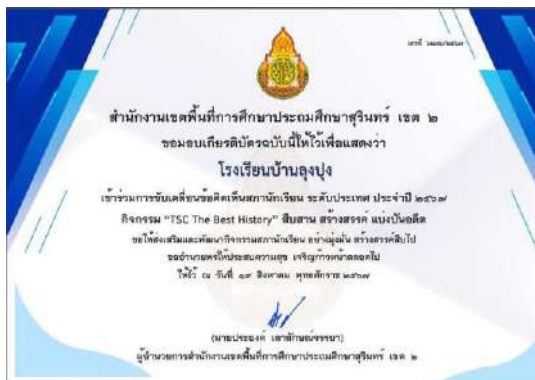 เลขที่
สำนักงานเขตพื้นที่การศึกษาประถมศึกษาสุรินทร์ เขต ๒
ขอมอบเกียรติบัตรฉบับนี้ให้ไว้เพื่อแสดงว่า
โรงเรียนบ้านลุงปุง
เข้าร่วมการขับเคลื่อนข้อคิดเห็นสภานักเรียน ระดับประเทศ ประจำปี ๒๕๖๗
กิจกรรม "TSC The Best History" สืบสาน สร้างสรรค์ แบ่งปันอดีต
ขอให้ส่งเสริมและพัฒนากิจกรรมสภานักเรียน อย่างมุ่งมั่น สร้างสรรค์สืบไป
ขออำนวยพรให้ประสบความสุข เจริญก้าวหน้าตลอดไป
ให้ไว้ ณ วันที่ ๑๙ สิงหาคม พุทธศักราช ๒๕๖๗
(นายประยงค์
ผู้อำนวยการสำนักงานเขตพื้นที่การศึกษาประถมศึกษาสุรินทร์ เขต ๒